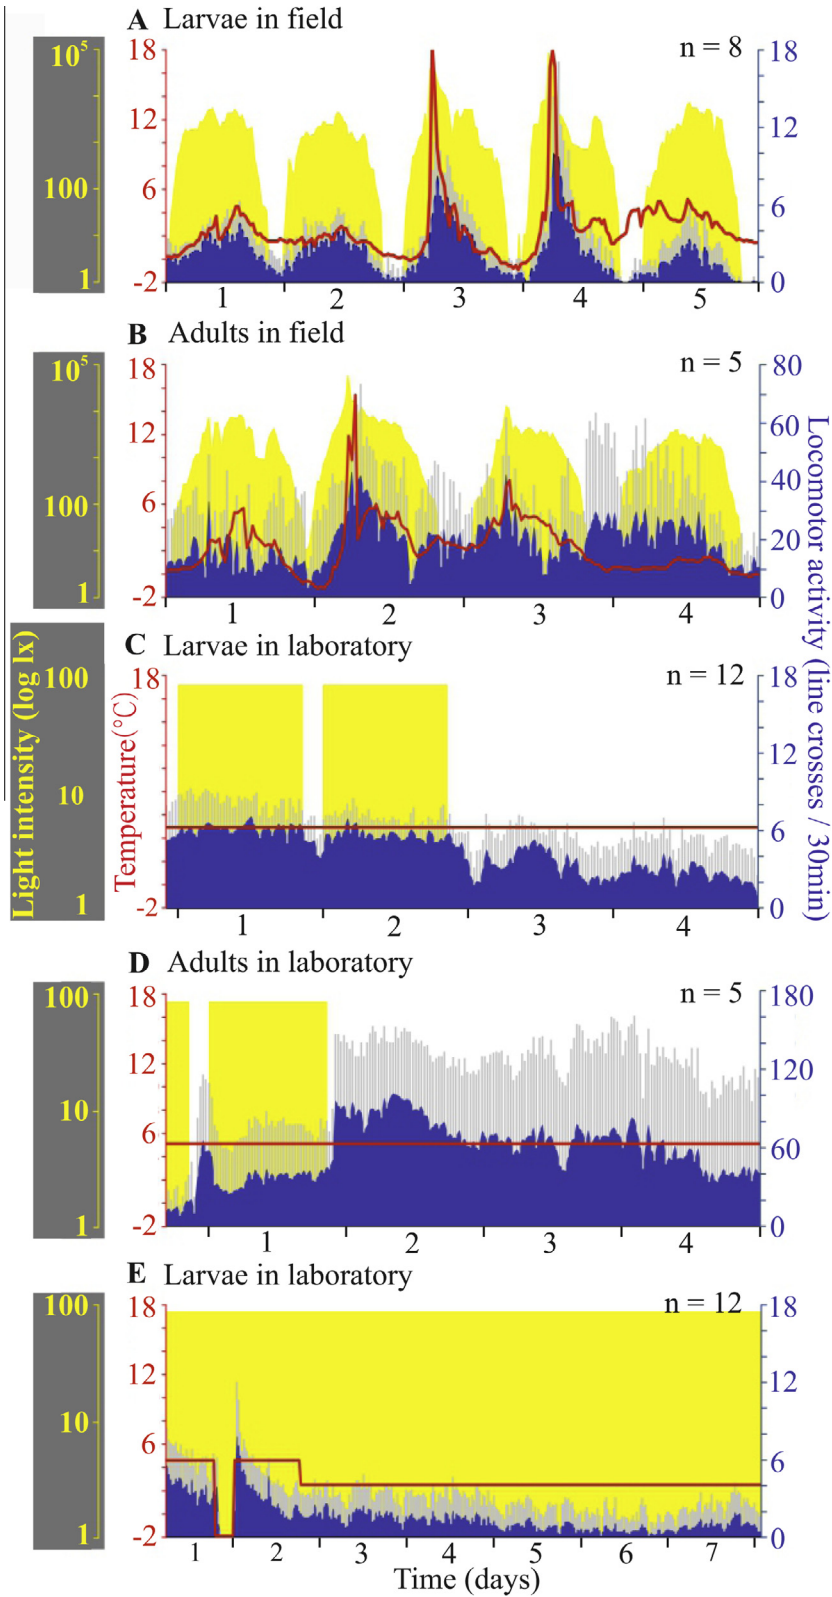 A Larvae in field
10⁵
100
1
18
12
6
-2
n = 8
18
12
6
0
1 2 3 4 5
B Adults in field
10⁵
100
1
18
12
6
-2
n = 5
80
60
40
20
0
1 2 3 4
C Larvae in laboratory
100
10
1
18
-2
n = 12
18
12
6
0
1 2 3 4
Light intensity (log lx)
Temperature(°C)
Locomotor activity (line crosses / 30min)
D Adults in laboratory
100
10
1
18
12
6
-2
n = 5
180
120
60
0
1 2 3 4
E Larvae in laboratory
100
10
1
18
12
6
-2
n = 12
18
12
6
0
1 2 3 4 5 6 7
Time (days)